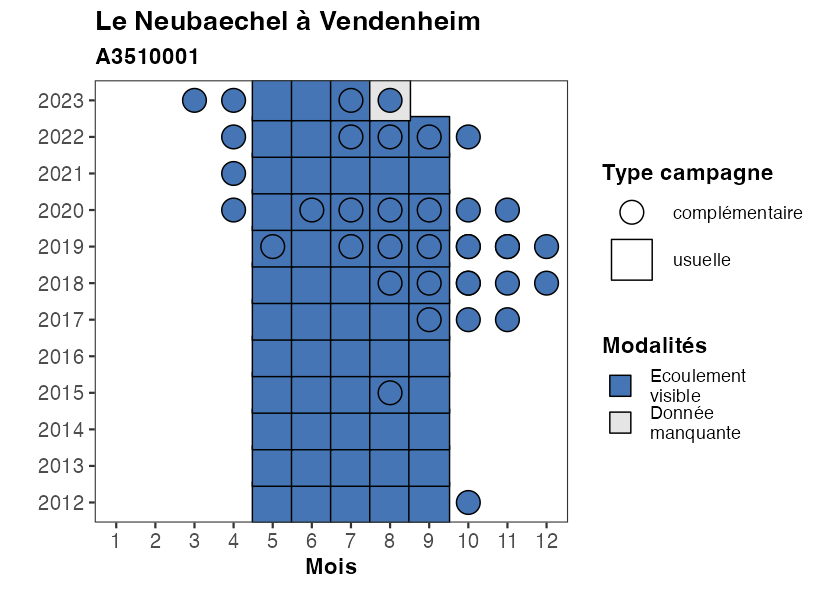 Le Neubaechel à Vendenheim
A3510001
2023
2022
2021
2020
2019
2018
2017
2016
2015
2014
2013
2012
1 2 3 4 5 6 7 8 9 10 11 12
Mois
Type campagne
complémentaire
usuelle
Modalités
Ecoulement
visible
Donnée
manquante